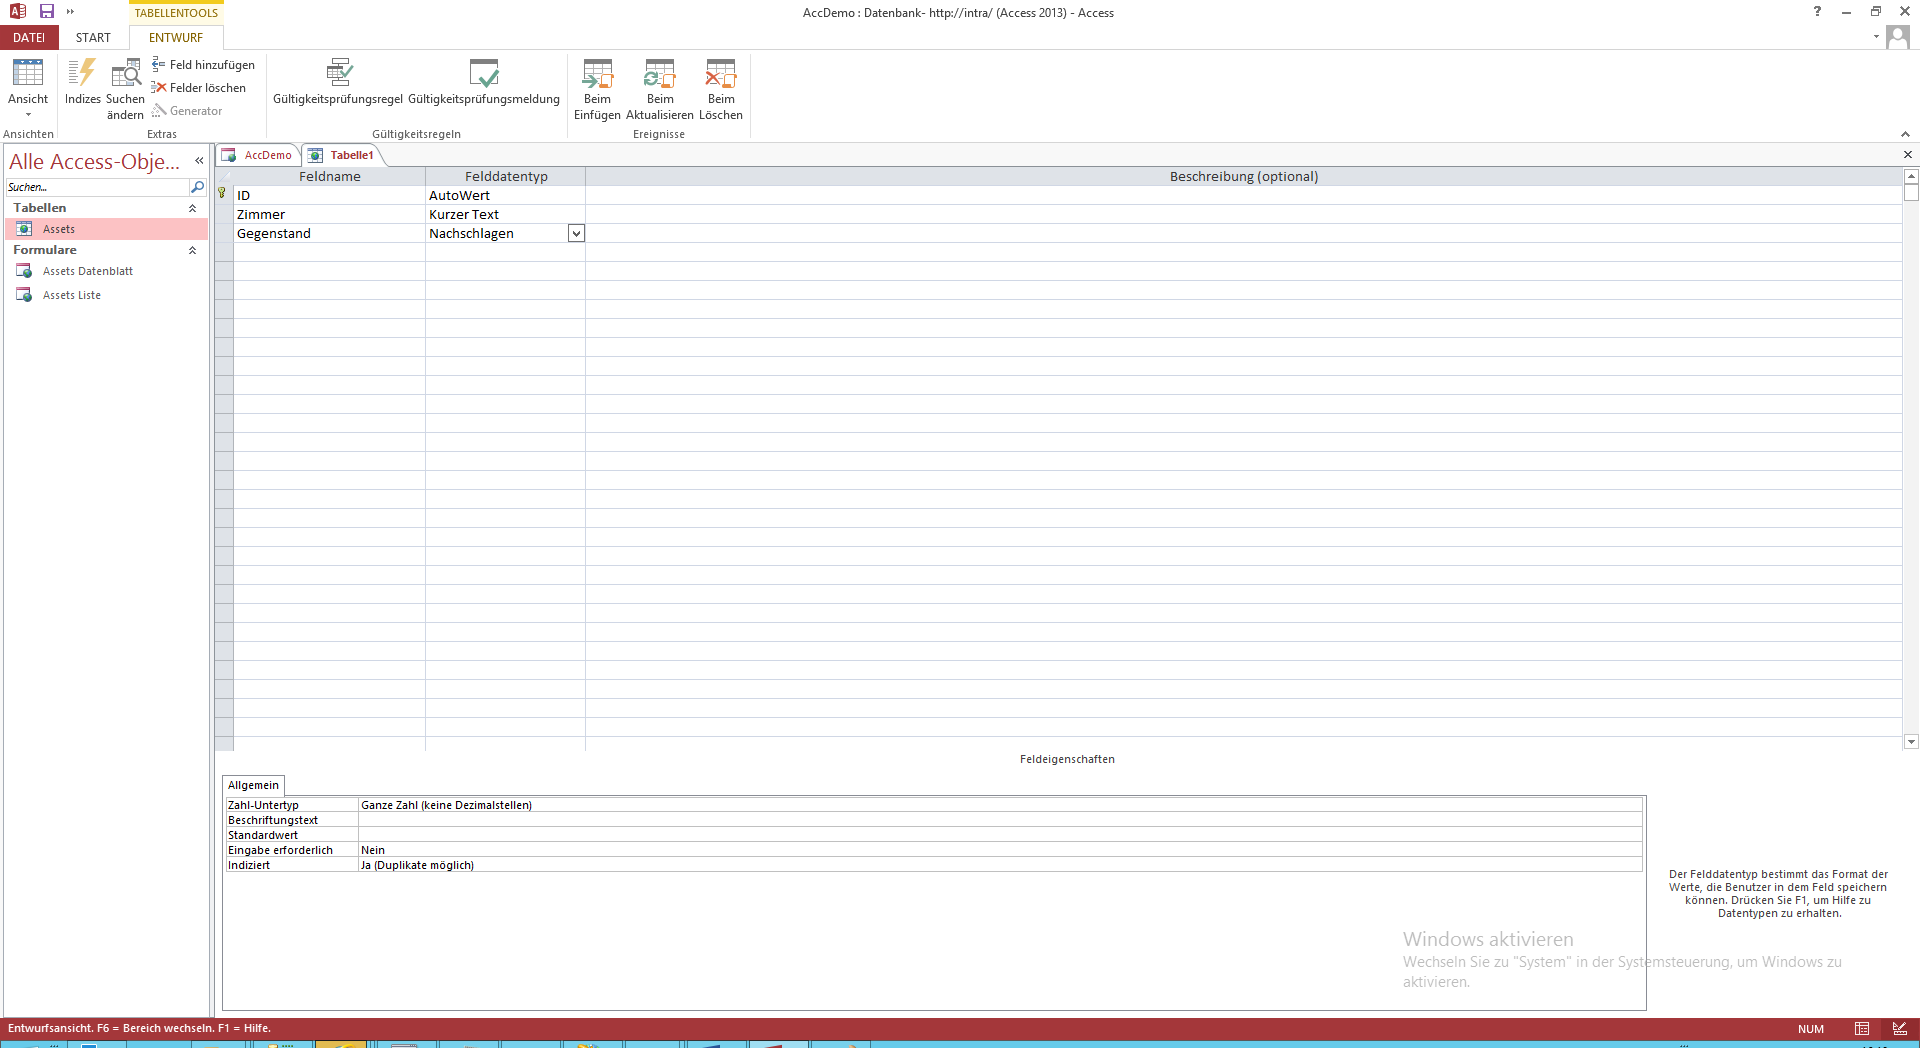 TABELLENTOOLS
AccDemo : Datenbank- http://intra/ (Access 2013) - Access
?
DATEI START ENTWURF
Ansicht
Indizes
Suchen
ändern
Feld hinzufügen
Felder löschen
Generator
Gültigkeitsprüfungsregel Gültigkeitsprüfungsmeldung
Beim
Einfügen
Beim
Aktualisieren
Beim
Löschen
Ansichten Extras Gültigkeitsregeln Ereignisse
Alle Access-Obje... «
Suchen...
Tabellen
Assets
Formulare
Assets Datenblatt
Assets Liste
AccDemo Tabelle1
Feldname Felddatentyp Beschreibung (optional)
ID AutoWert
Zimmer Kurzer Text
Gegenstand Nachschlagen
Feldeigenschaften
Allgemein
Zahl-Untertyp Ganze Zahl (keine Dezimalstellen)
Beschriftungstext
Standardwert
Eingabe erforderlich Nein
Indiziert Ja (Duplikate möglich)
Der Felddatentyp bestimmt das Format der
Werte, die Benutzer in dem Feld speichern
können. Drücken Sie F1, um Hilfe zu
Datentypen zu erhalten.
Windows aktivieren
Wechseln Sie zu "System" in der Systemsteuerung, um Windows zu
aktivieren.
Entwurfsansicht. F6 = Bereich wechseln. F1 = Hilfe.
NUM